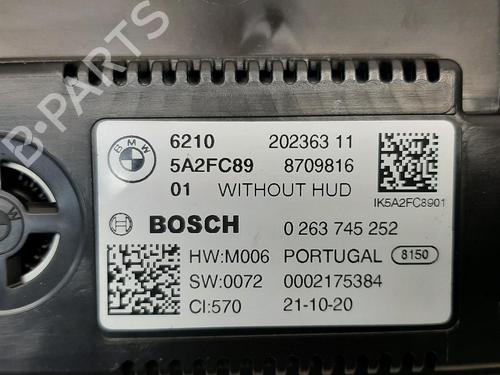 B-PARTS
BMW
6210 202363 11
5A2FC89 8709816
01 WITHOUT HUD
IK5A2FC8901
BOSCH 0 263 745 252
HW:M006 PORTUGAL 8150
SW:0072 0002175384
CI:570 21-10-20